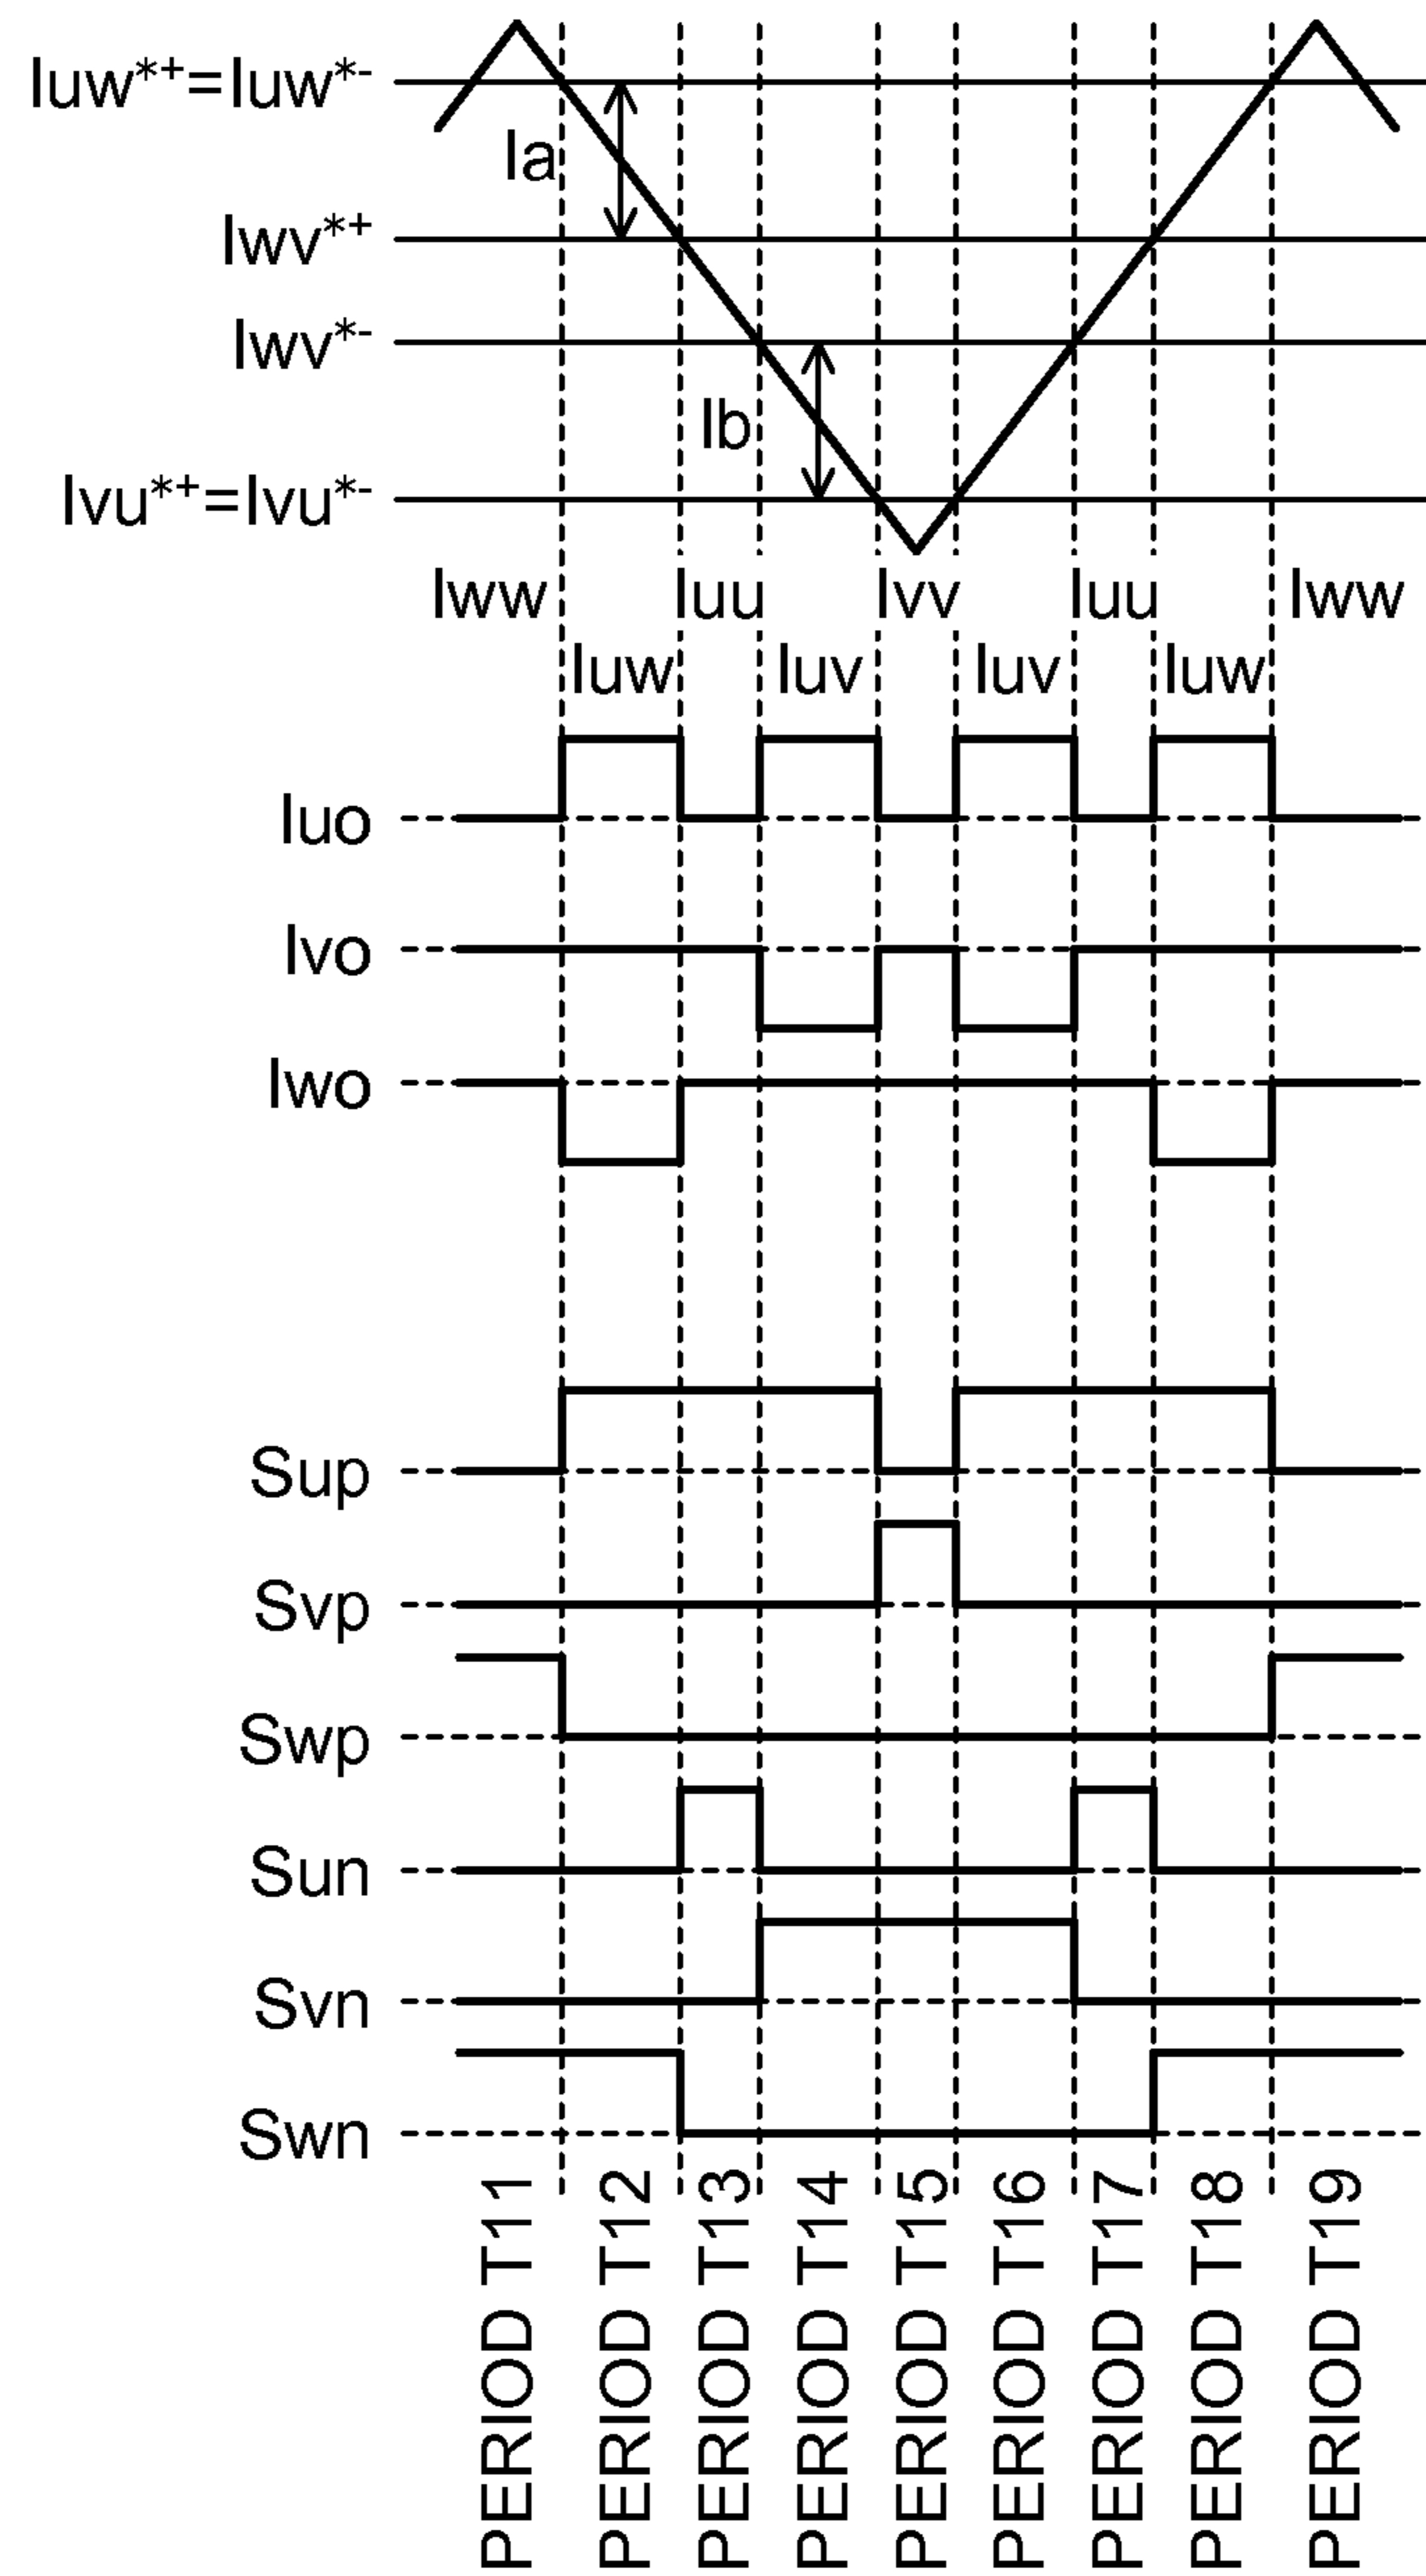 Iuw*+=Iuw*-
Ia
Iwv*+
Iwv*-
Ib
Ivu*+=Ivu*-
Iww Iuu Ivv Iuu Iww
Iuw Iuv Iuv Iuw
Iuo
Ivo
Iwo
Sup
Svp
Swp
Sun
Svn
Swn
PERIOD T11
PERIOD T12
PERIOD T13
PERIOD T14
PERIOD T15
PERIOD T16
PERIOD T17
PERIOD T18
PERIOD T19